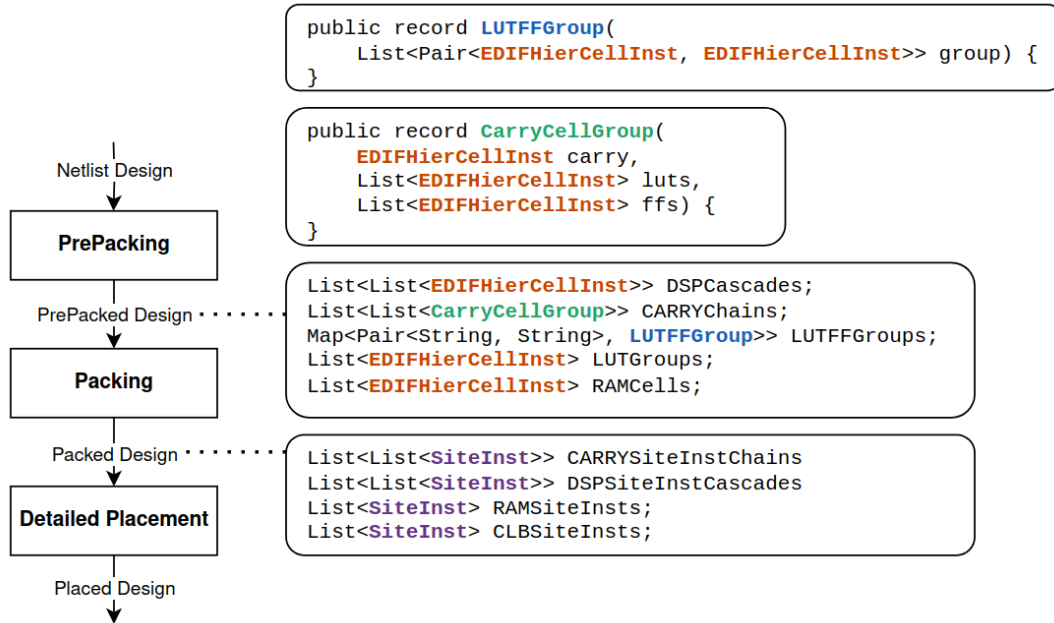 public record LUTFFGroup(
    List<Pair<EDIFHierCellInst, EDIFHierCellInst>> group) {
}
public record CarryCellGroup(
    EDIFHierCellInst carry,
    List<EDIFHierCellInst> luts,
    List<EDIFHierCellInst> ffs) {
}
Netlist Design
PrePacking
PrePacked Design
List<List<EDIFHierCellInst>> DSPCascades;
List<List<CarryCellGroup>> CARRYChains;
Map<Pair<String, String>, LUTFFGroup>> LUTFFGroups;
List<EDIFHierCellInst> LUTGroups;
List<EDIFHierCellInst> RAMCells;
Packing
Packed Design
List<List<SiteInst>> CARRYSiteInstChains
List<List<SiteInst>> DSPSiteInstCascades
List<SiteInst> RAMSiteInsts;
List<SiteInst> CLBSiteInsts;
Detailed Placement
Placed Design